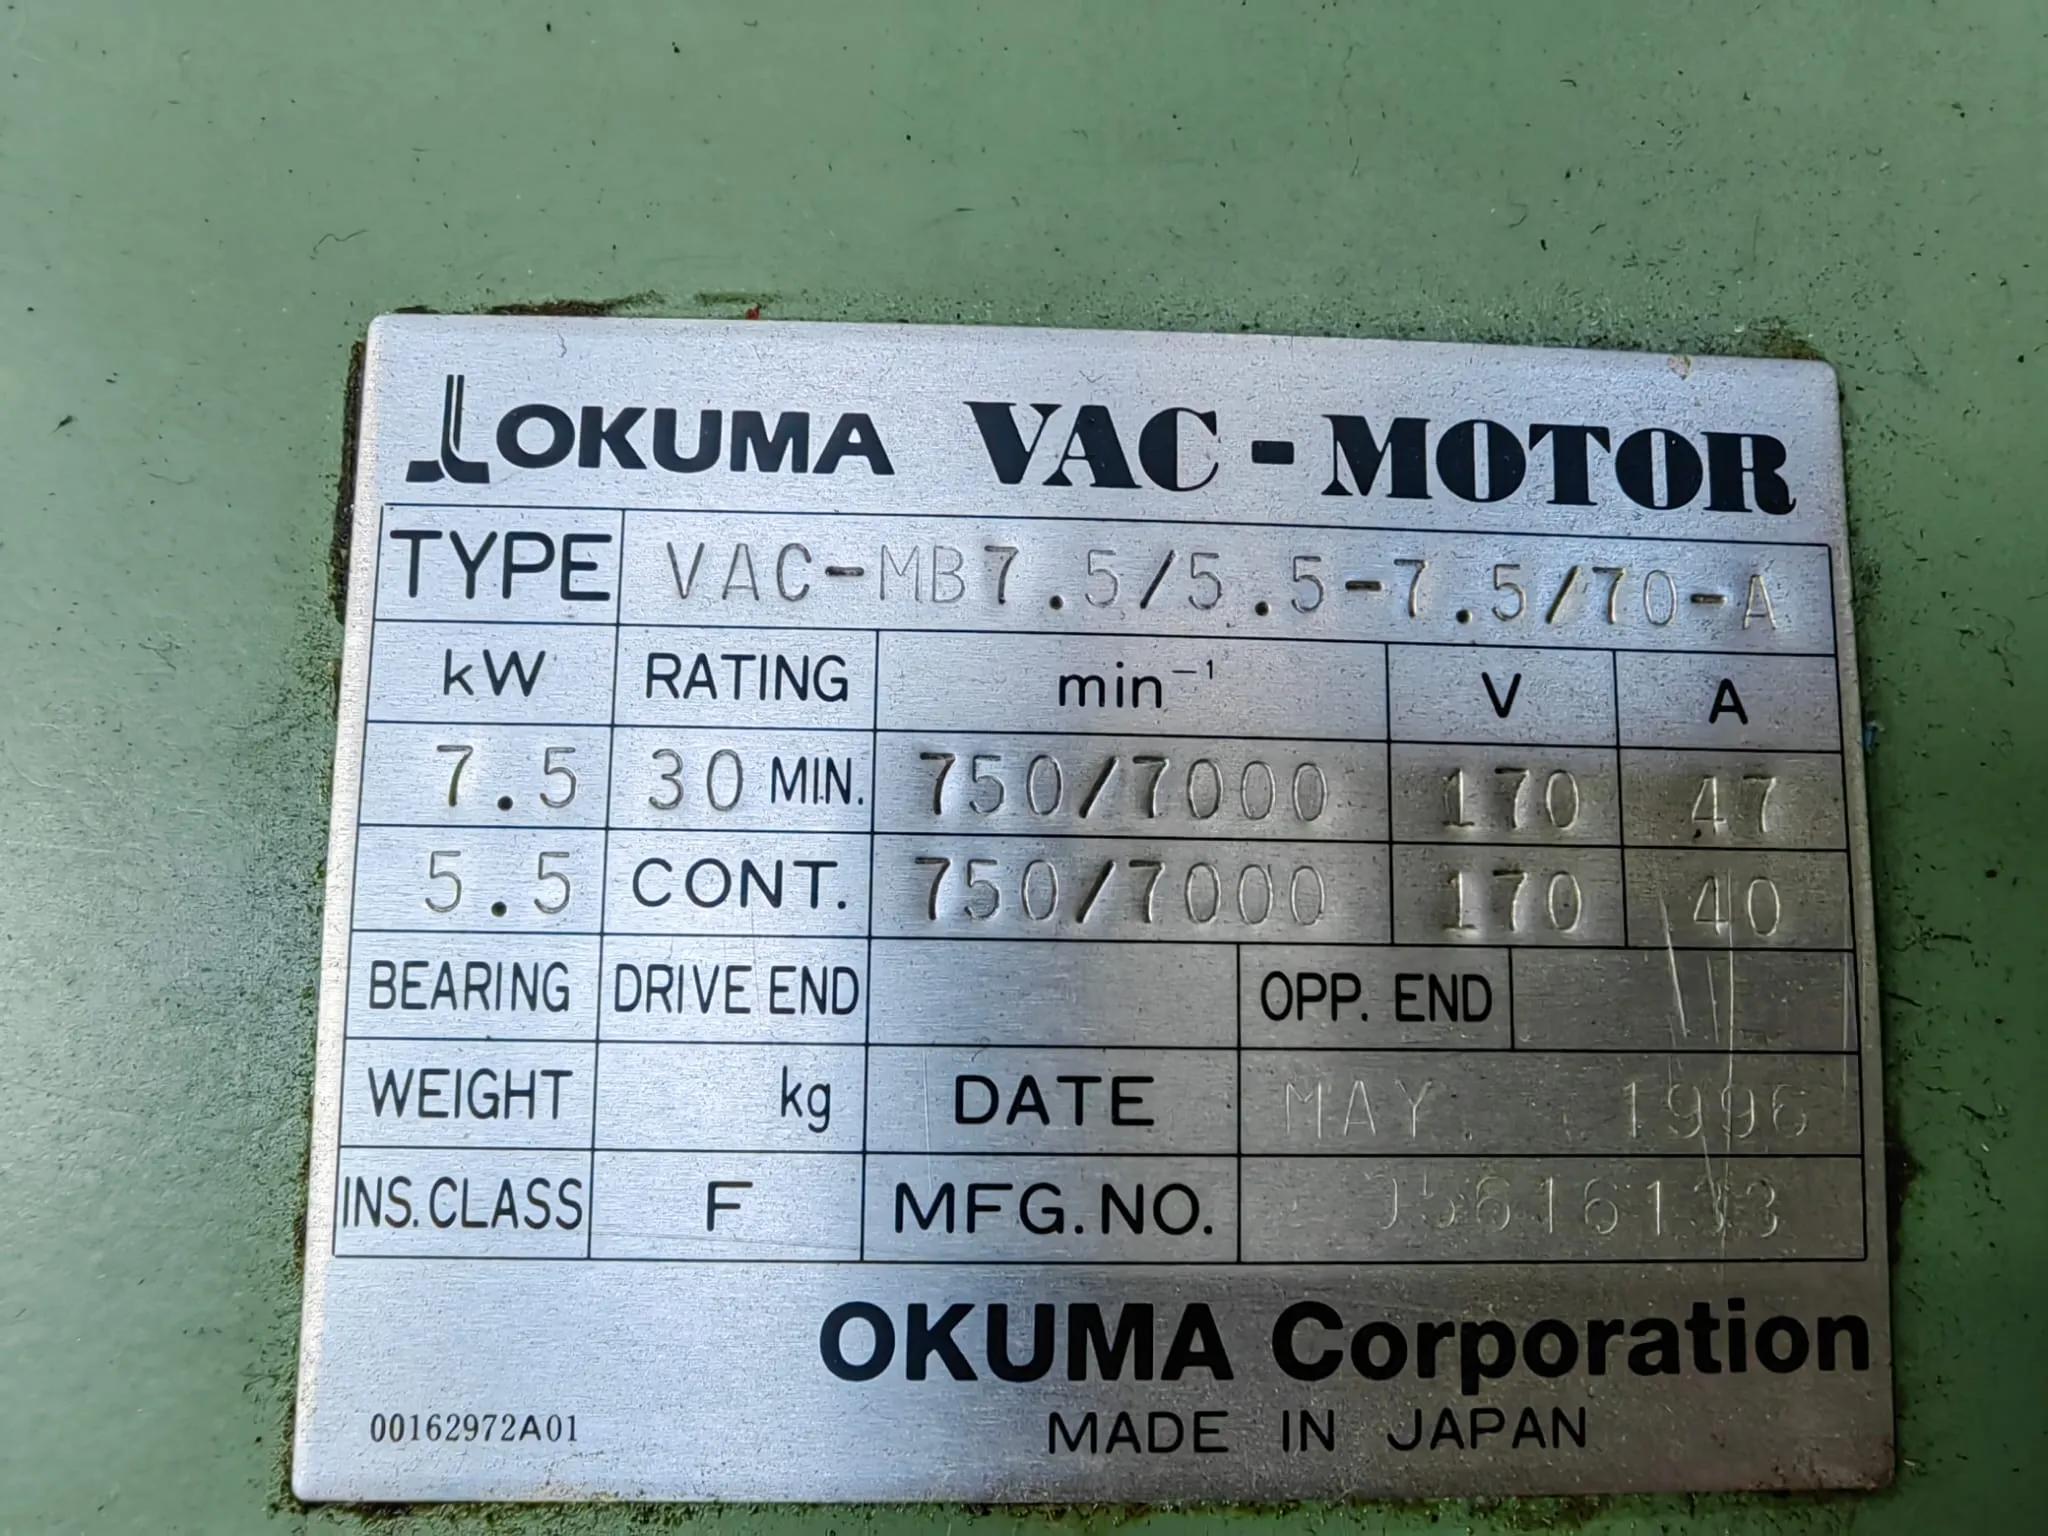 OKUMA VAC-MOTOR
TYPE VAC-MB7.5/5.5-7.5/70-A
kW RATING min⁻¹ V A
7.5 30 MIN. 750/7000 170 47
5.5 CONT. 750/7000 170 40
BEARING DRIVE END OPP. END
WEIGHT kg DATE MAY. 1996
INS. CLASS F MFG. NO.
OKUMA Corporation
00162972A01 MADE IN JAPAN